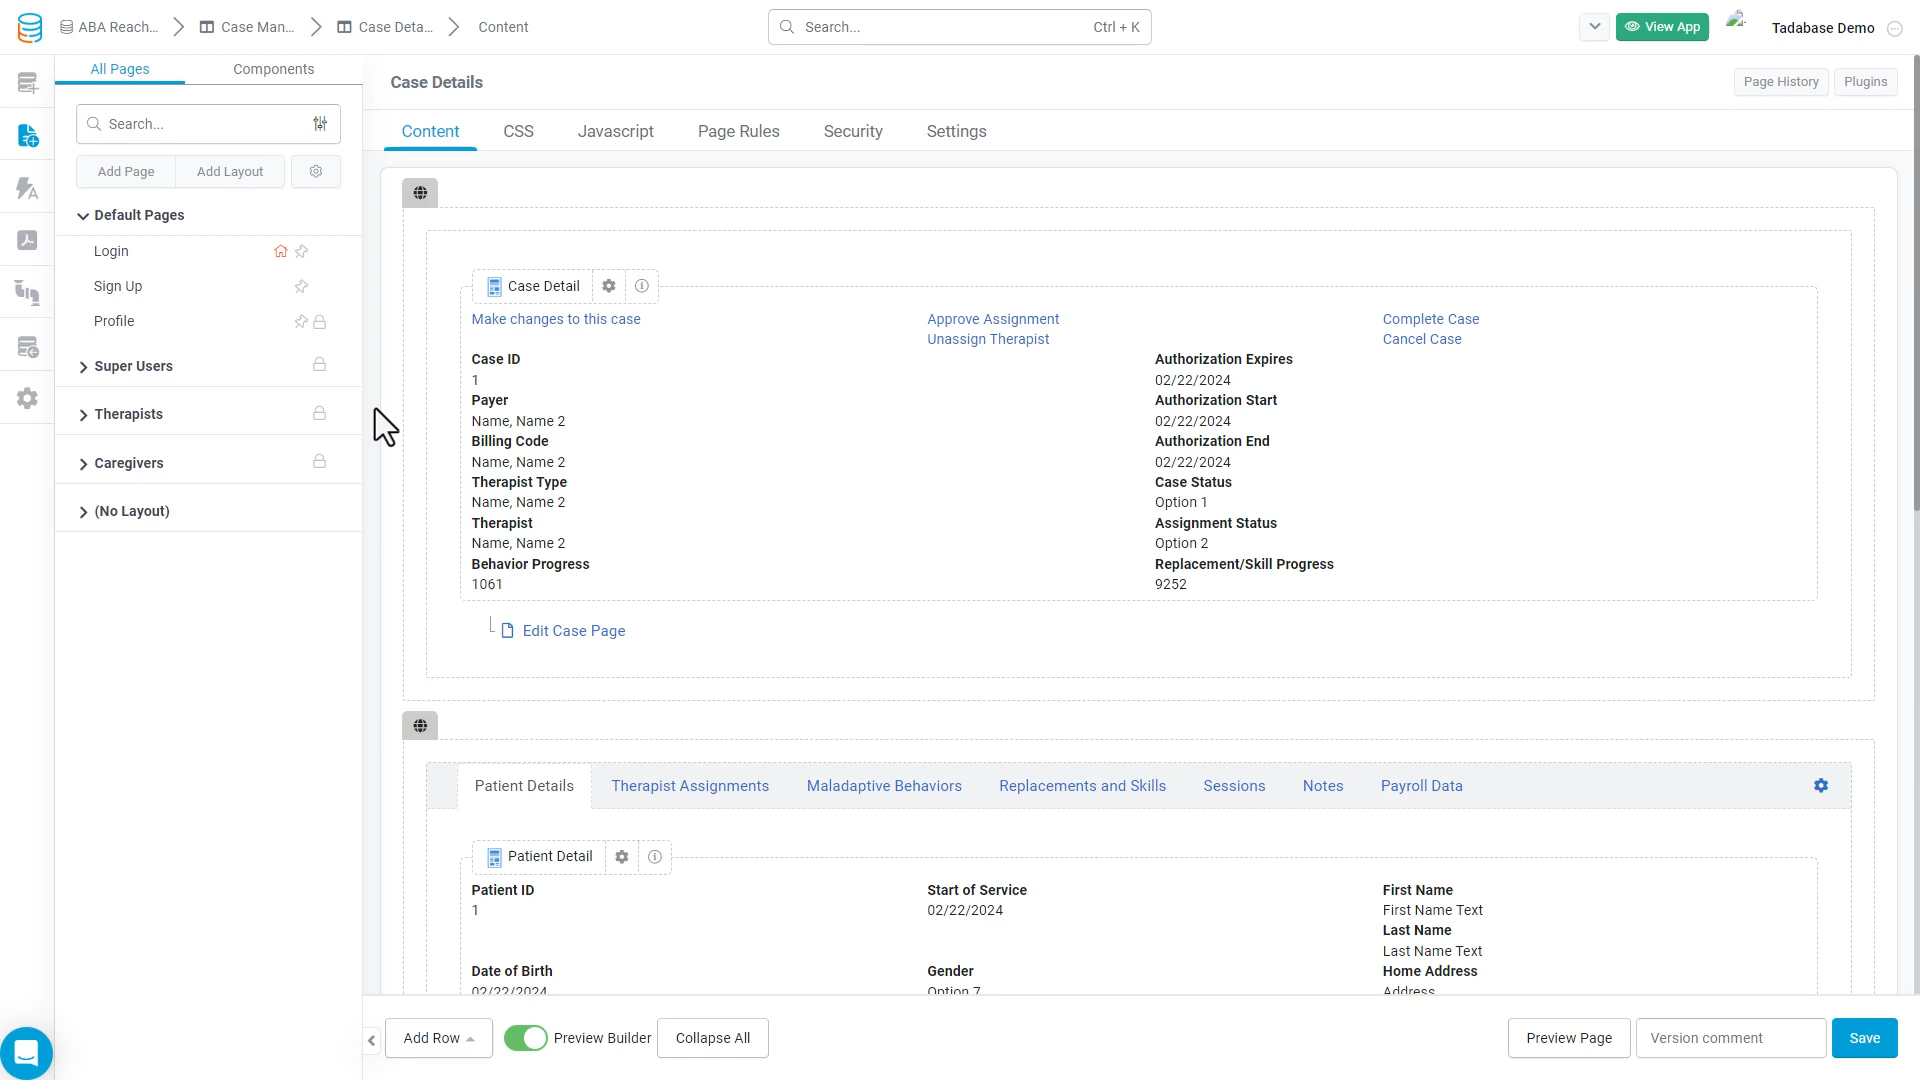 ABA Reach...
Case Man...
Case Deta...
Content
Search...
Ctrl + K
View App
Tadabase Demo
All Pages
Components
Search...
Add Page
Add Layout
Default Pages
Login
Sign Up
Profile
Super Users
Therapists
Caregivers
(No Layout)
Case Details
Page History
Plugins
Content
CSS
Javascript
Page Rules
Security
Settings
Case Detail
Make changes to this case
Approve Assignment
Complete Case
Unassign Therapist
Cancel Case
Case ID
Authorization Expires
1
02/22/2024
Payer
Authorization Start
Name, Name 2
02/22/2024
Billing Code
Authorization End
Name, Name 2
02/22/2024
Therapist Type
Case Status
Name, Name 2
Option 1
Therapist
Assignment Status
Name, Name 2
Option 2
Behavior Progress
Replacement/Skill Progress
1061
9252
Edit Case Page
Patient Details
Therapist Assignments
Maladaptive Behaviors
Replacements and Skills
Sessions
Notes
Payroll Data
Patient Detail
Patient ID
Start of Service
First Name
1
02/22/2024
First Name Text
Last Name
Last Name Text
Date of Birth
Gender
Home Address
02/22/2024
Option 7
Address
Add Row
Preview Builder
Collapse All
Preview Page
Version comment
Save